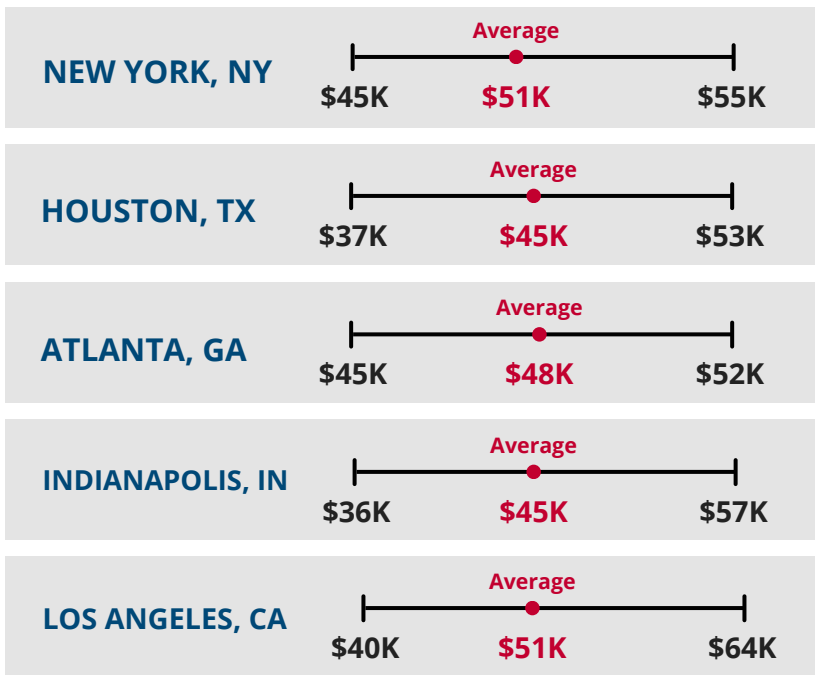 Average
NEW YORK, NY
$45K $51K $55K
Average
HOUSTON, TX
$37K $45K $53K
Average
ATLANTA, GA
$45K $48K $52K
Average
INDIANAPOLIS, IN
$36K $45K $57K
Average
LOS ANGELES, CA
$40K $51K $64K